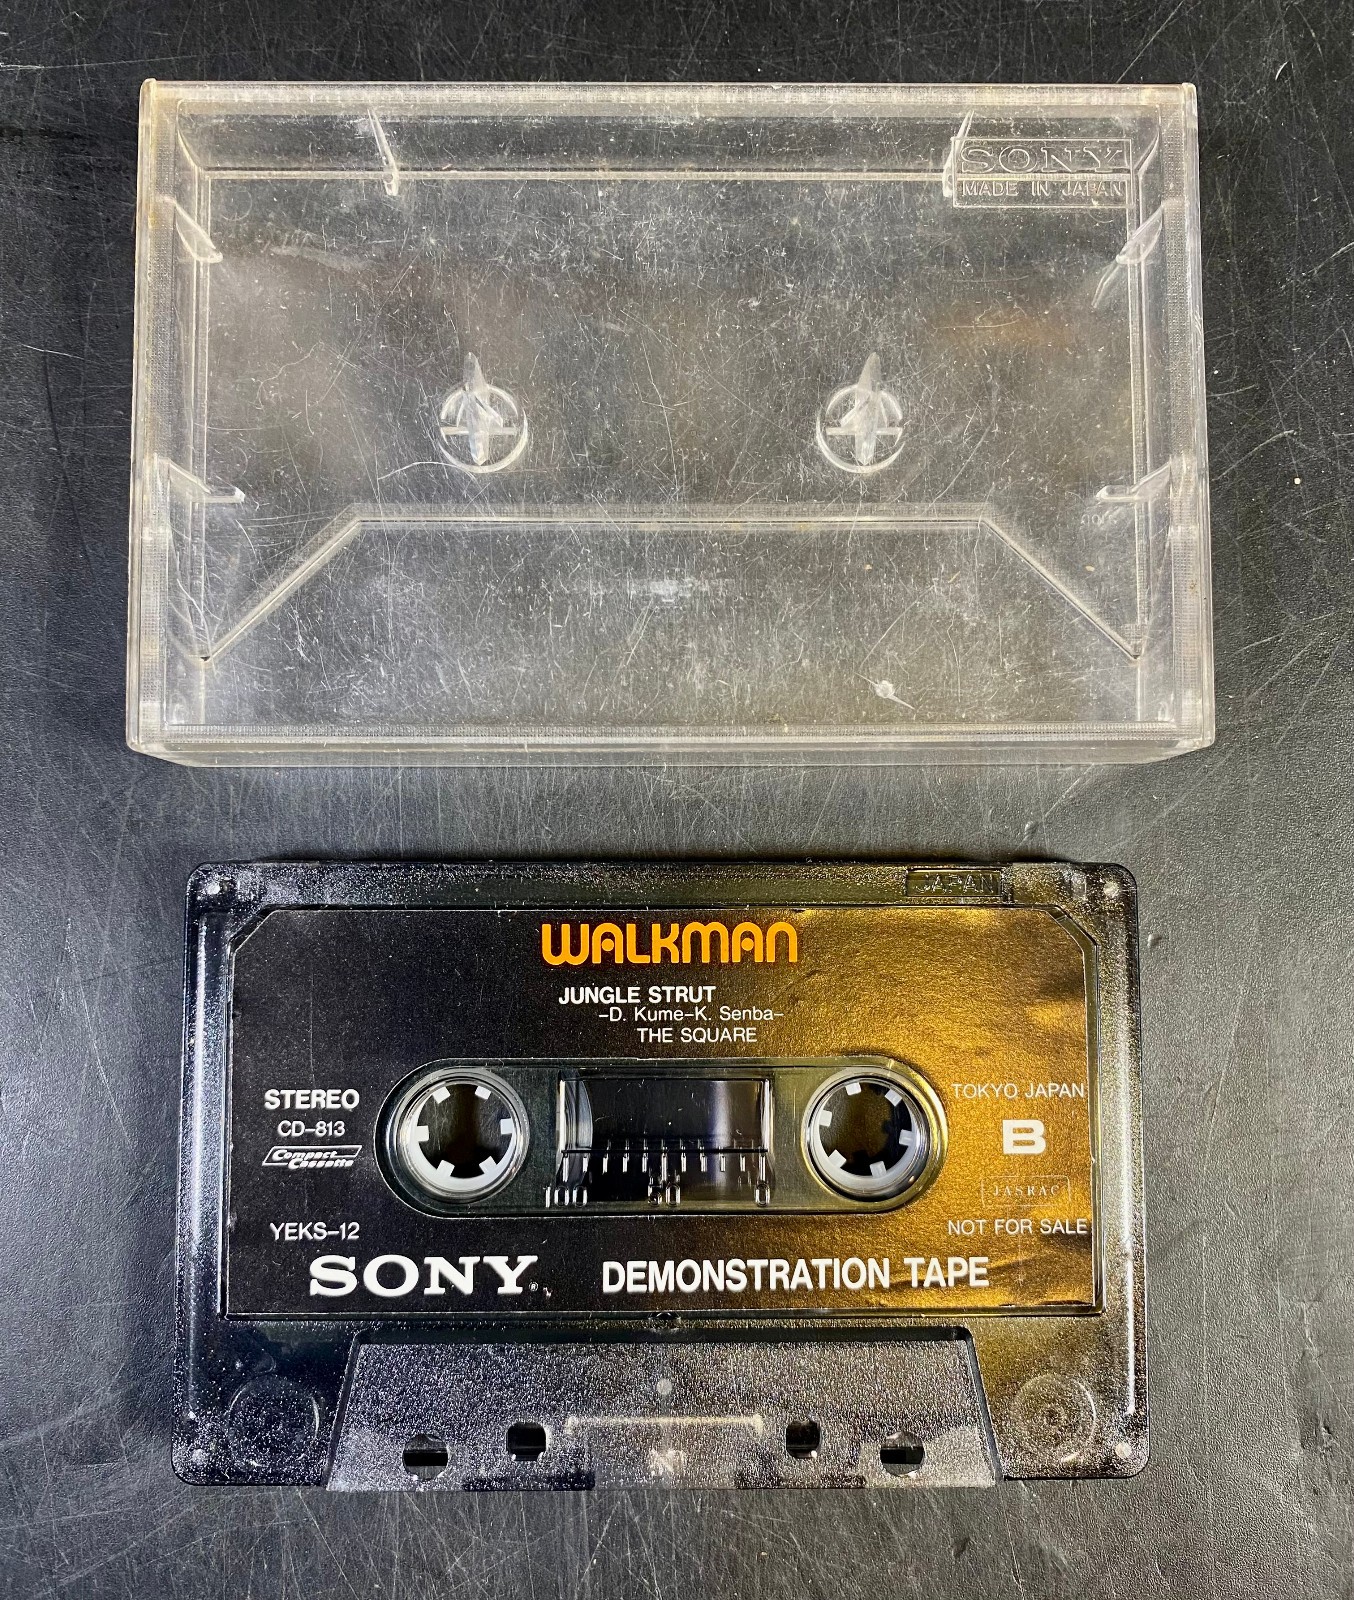 SONY
MADE IN JAPAN
JAPAN
WALKMAN
JUNGLE STRUT
-D. Kume-K. Senba-
THE SQUARE
STEREO
CD-813
Compact Cassette
YEKS-12
TOKYO JAPAN
B
JASRAC
NOT FOR SALE
100 50 0
SONY®
DEMONSTRATION TAPE